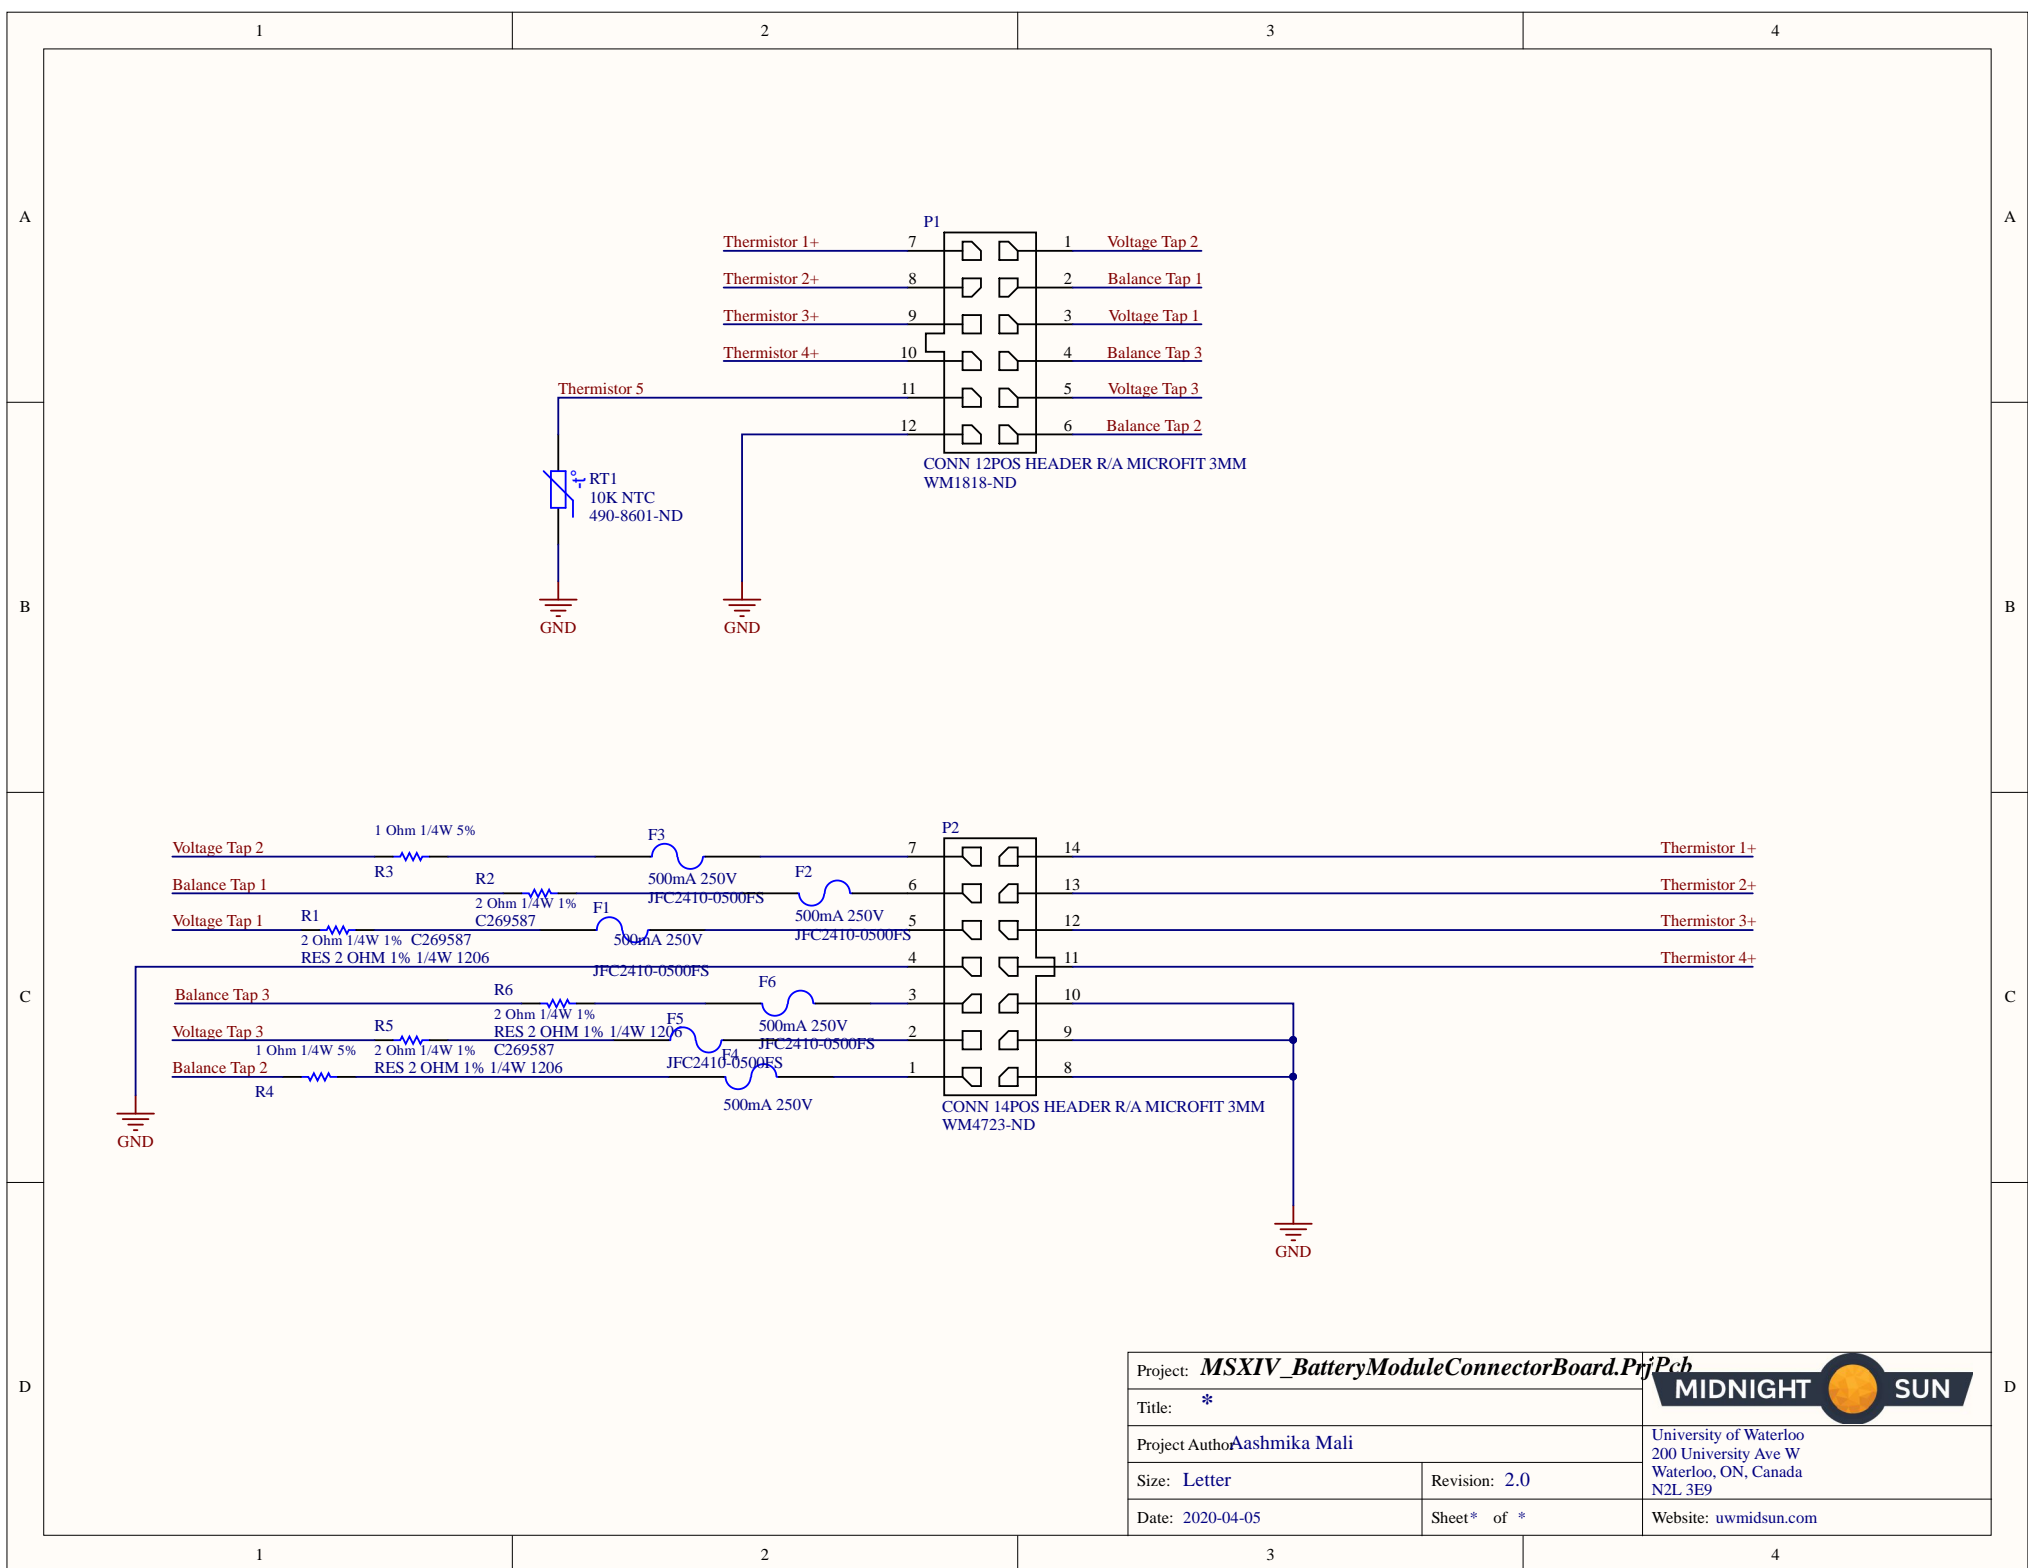 1 2 3 4
A A
P1
Thermistor 1+ 7 1 Voltage Tap 2
Thermistor 2+ 8 2 Balance Tap 1
Thermistor 3+ 9 3 Voltage Tap 1
Thermistor 4+ 10 4 Balance Tap 3
Thermistor 5 11 5 Voltage Tap 3
12 6 Balance Tap 2
CONN 12POS HEADER R/A MICROFIT 3MM
WM1818-ND
-t°
RT1
10K NTC
490-8601-ND
B B
GND GND
1 Ohm 1/4W 5%
F3
P2
Voltage Tap 2 7 14 Thermistor 1+
R3
R2
500mA 250V
JFC2410-0500FS
F2
Balance Tap 1 6 13 Thermistor 2+
2 Ohm 1/4W 1%
C269587
500mA 250V
JFC2410-0500FS
Voltage Tap 1 R1 F1 5 12 Thermistor 3+
2 Ohm 1/4W 1% C269587
RES 2 OHM 1% 1/4W 1206
500mA 250V
JFC2410-0500FS
4 11 Thermistor 4+
C C
Balance Tap 3 R6 F6 3 10
2 Ohm 1/4W 1%
RES 2 OHM 1% 1/4W 1206
C269587
500mA 250V
JFC2410-0500FS
Voltage Tap 3 R5 F5 2 9
2 Ohm 1/4W 1%
RES 2 OHM 1% 1/4W 1206
JFC2410-0500FS
1 Ohm 1/4W 5%
F4
Balance Tap 2 1 8
R4
500mA 250V
CONN 14POS HEADER R/A MICROFIT 3MM
WM4723-ND
GND
GND
D D
Project: MSXIV_BatteryModuleConnectorBoard.PrjPcb
MIDNIGHT SUN
Title: *
Project Author Aashmika Mali
University of Waterloo
200 University Ave W
Waterloo, ON, Canada
N2L 3E9
Size: Letter Revision: 2.0
Date: 2020-04-05 Sheet * of * Website: uwmidsun.com
1 2 3 4